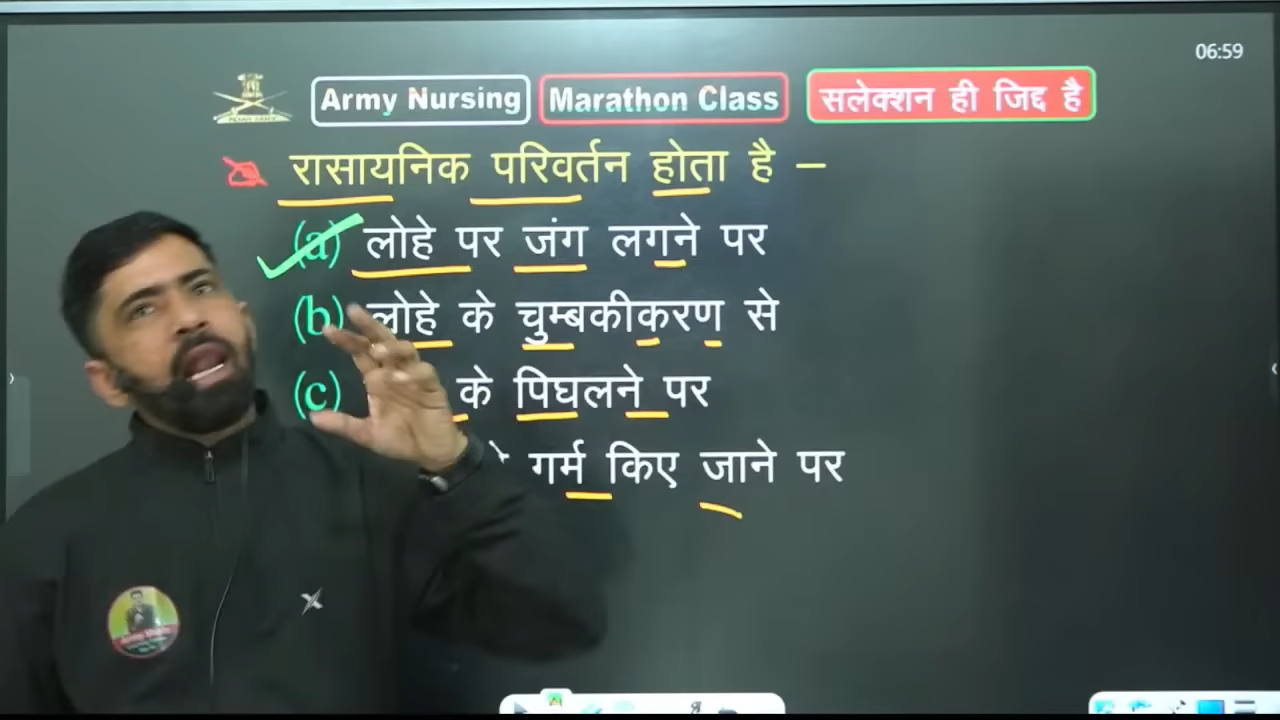 06:59
Army Nursing Marathon Class सलेक्शन ही जिद्द है
रासायनिक परिवर्तन होता है –
(a) लोहे पर जंग लगने पर
(b) लोहे के चुम्बकीकरण से
(c) के पिघलने पर
गर्म किए जाने पर